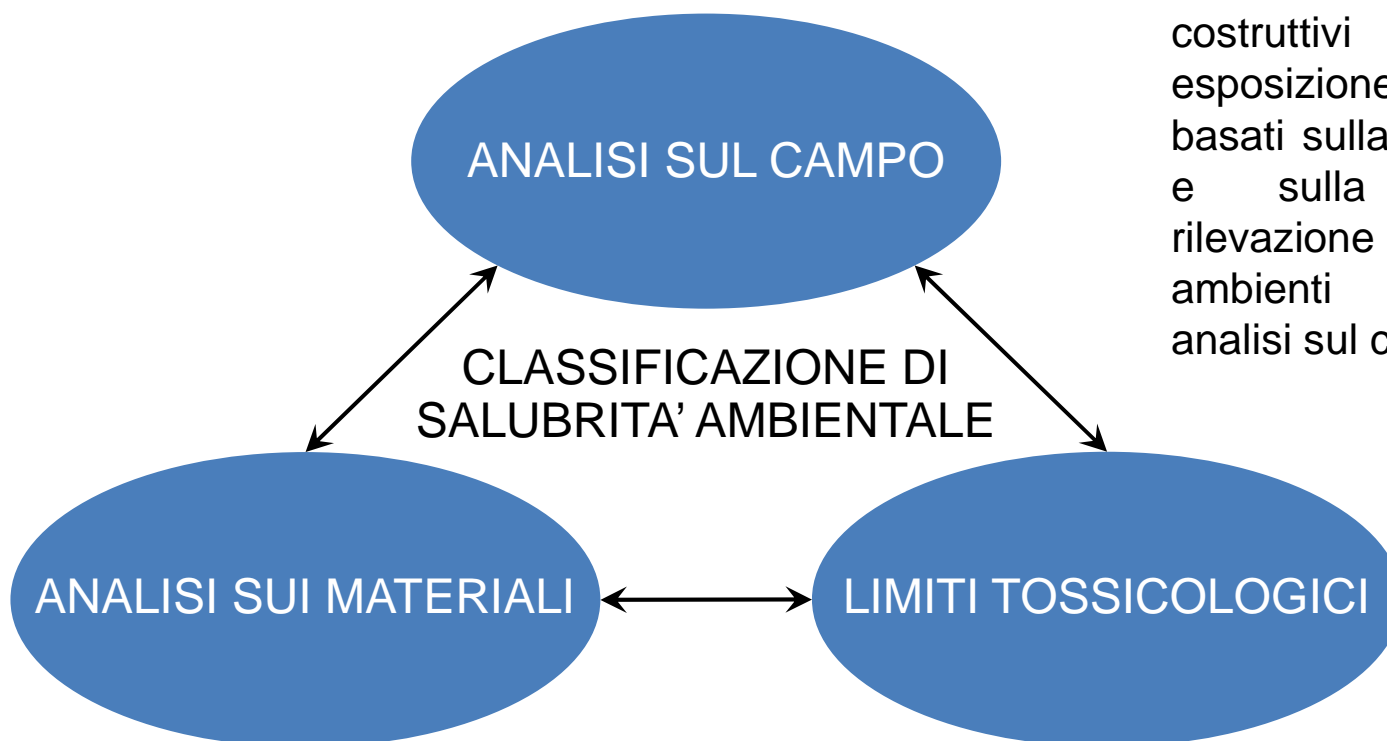 costruttivi
esposizione
basati sulla
e sulla
rilevazione
ambienti
analisi sul
ANALISI SUL CAMPO
CLASSIFICAZIONE DI
SALUBRITA’ AMBIENTALE
ANALISI SUI MATERIALI
LIMITI TOSSICOLOGICI